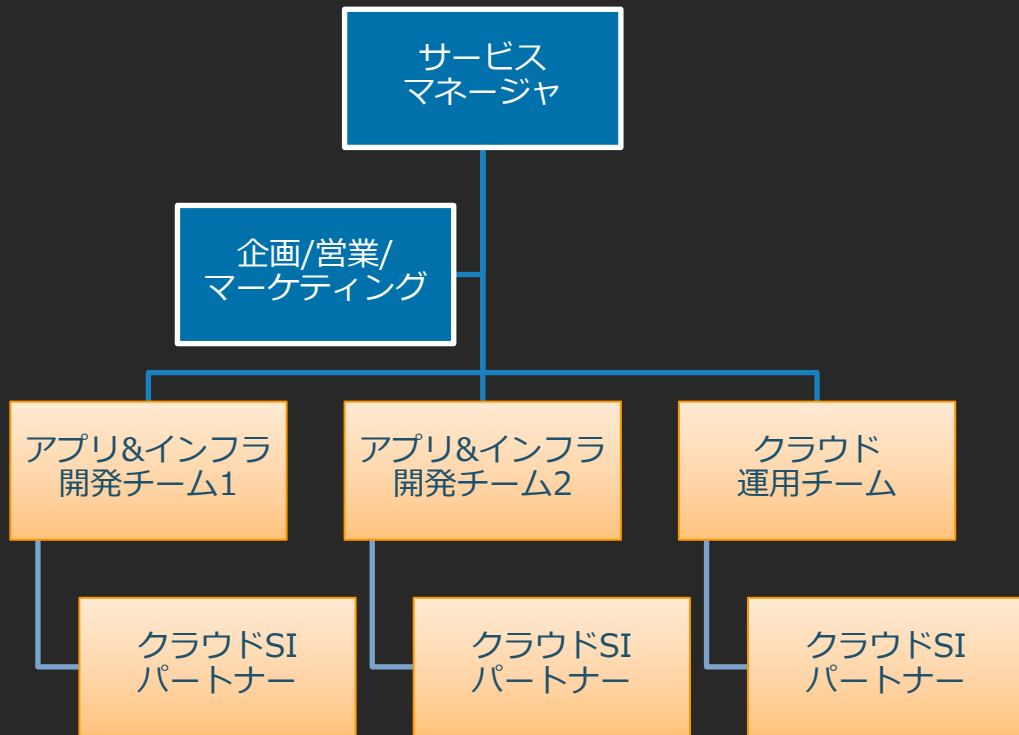 サービス
マネージャ
企画/営業/
マーケティング
アプリ&インフラ
開発チーム1
アプリ&インフラ
開発チーム2
クラウド
運用チーム
クラウドSI
パートナー
クラウドSI
パートナー
クラウドSI
パートナー